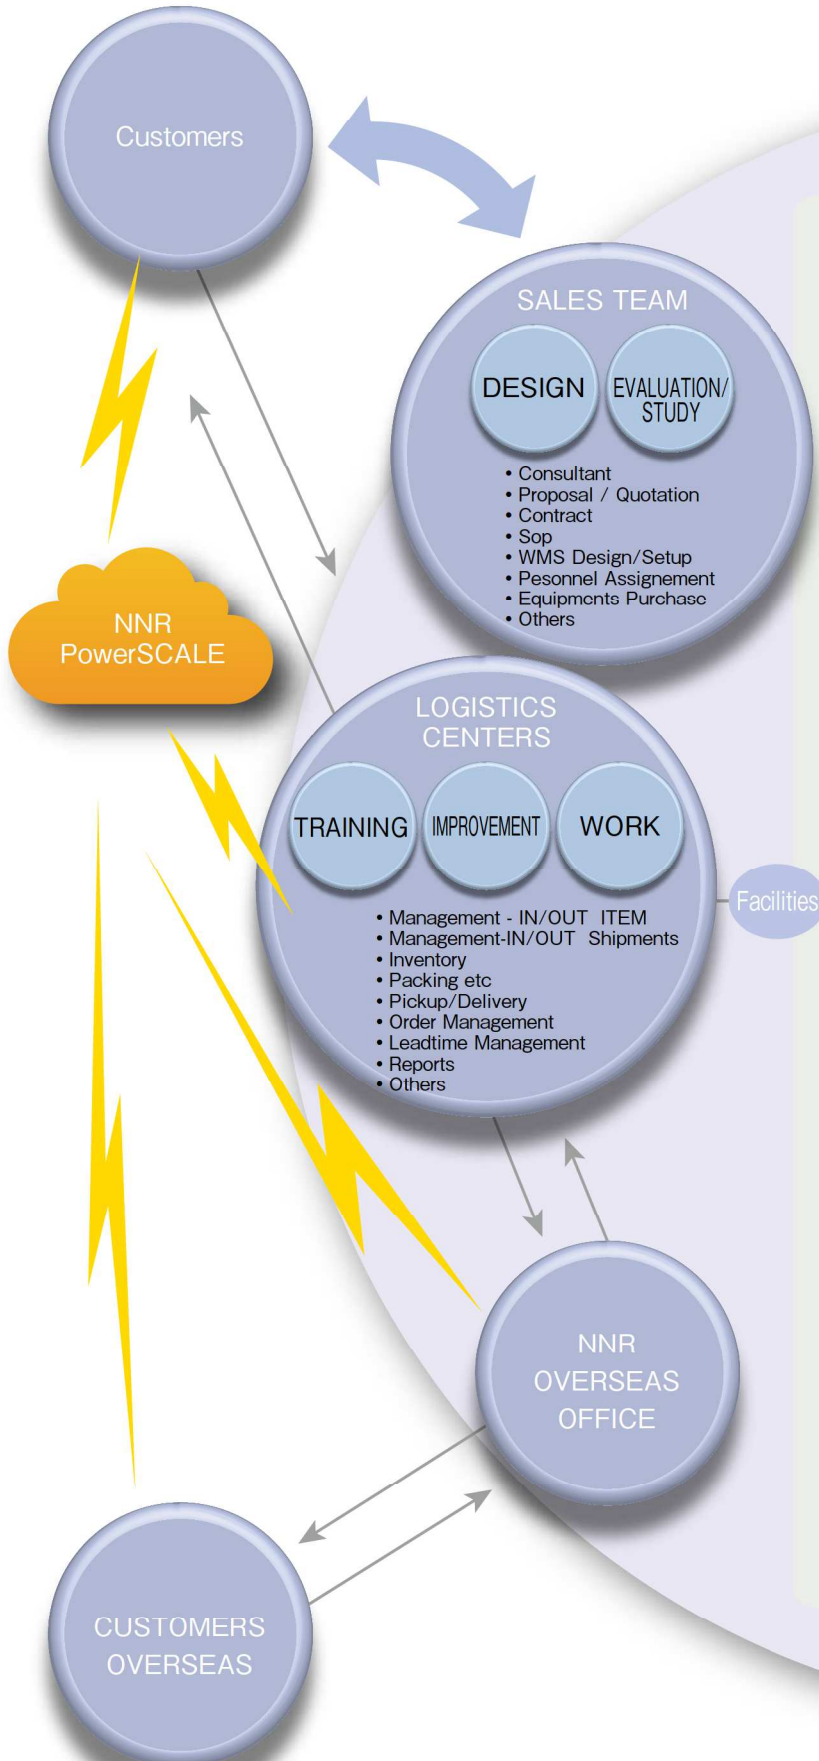 Customers
SALES TEAM
DESIGN
EVALUATION/
STUDY
• Consultant
• Proposal / Quotation
• Contract
• Sop
• WMS Design/Setup
• Pesonnel Assignement
• Equipments Purchase
• Others
NNR
PowerSCALE
LOGISTICS
CENTERS
TRAINING
IMPROVEMENT
WORK
• Management - IN/OUT ITEM
• Management-IN/OUT Shipments
• Inventory
• Packing etc
• Pickup/Delivery
• Order Management
• Leadtime Management
• Reports
• Others
Facilities
NNR
OVERSEAS
OFFICE
CUSTOMERS
OVERSEAS